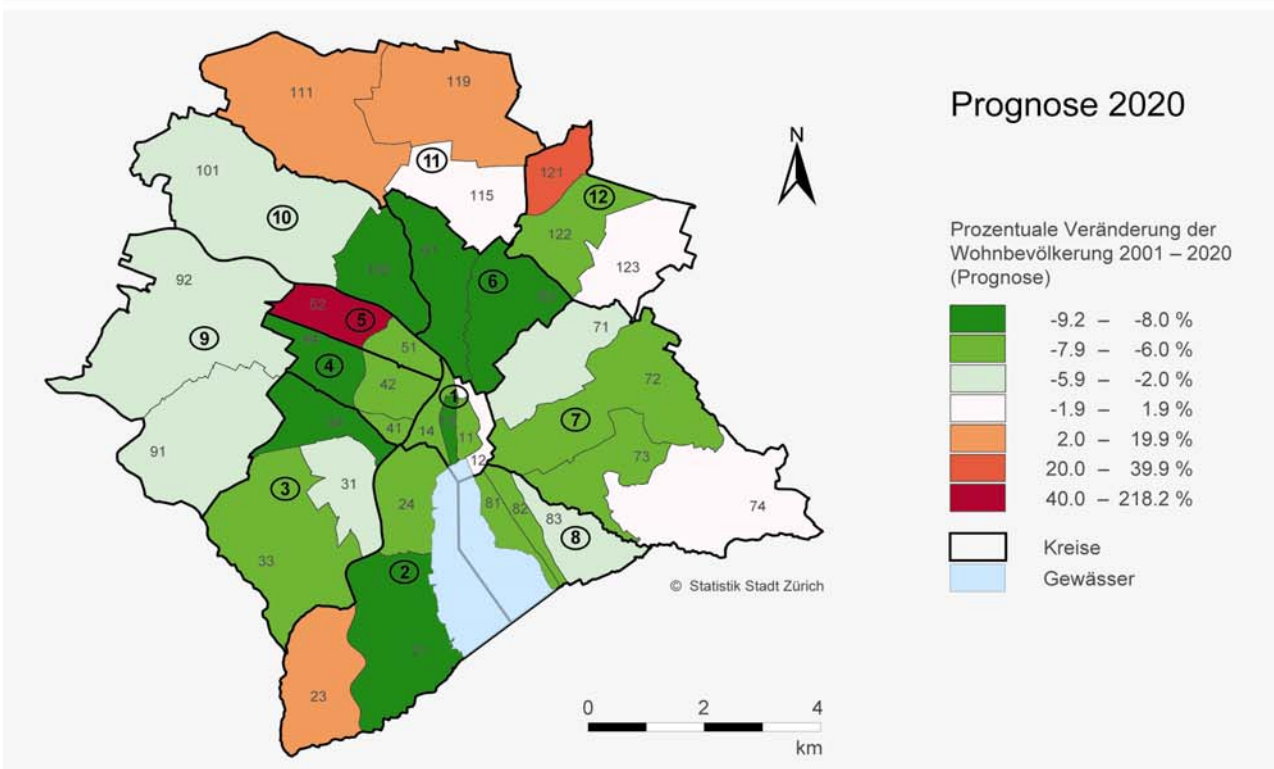 Prognose 2020
N
Prozentuale Veränderung der
Wohnbevölkerung 2001 – 2020
(Prognose)
-9.2 – -8.0 %
-7.9 – -6.0 %
-5.9 – -2.0 %
-1.9 – 1.9 %
2.0 – 19.9 %
20.0 – 39.9 %
40.0 – 218.2 %
Kreise
Gewässer
© Statistik Stadt Zürich
0 2 4
km
119
111
11
121
101
115
12
10
122
123
92
6
52
5
71
9
51
4
72
42
1
7
41
14
11
73
91
12
3
31
24
81
82
83
74
8
33
2
23